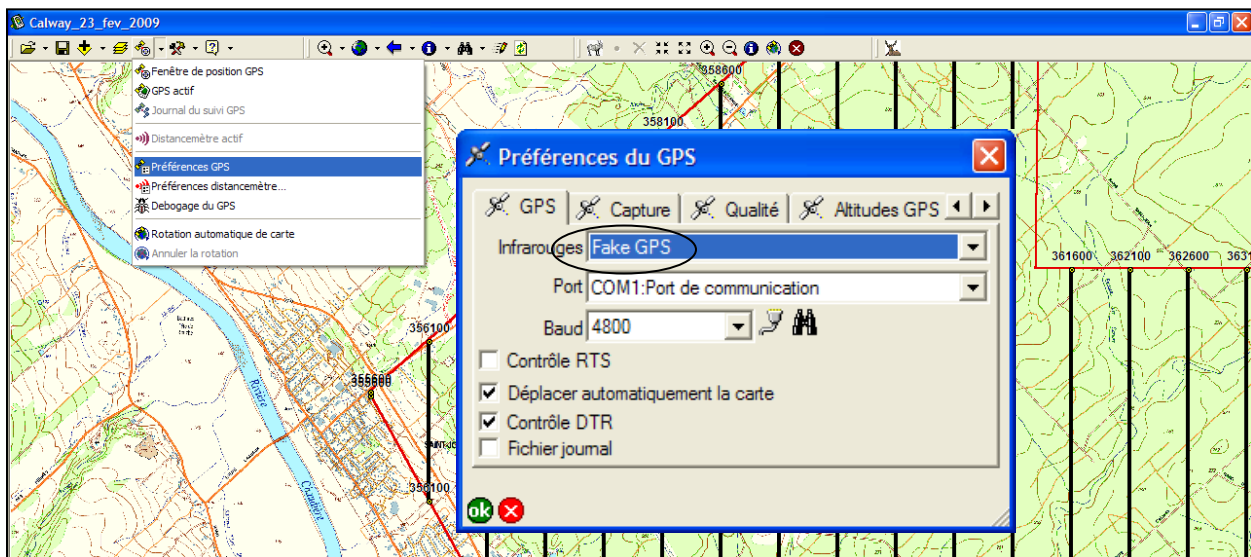 Calway_23_fev_2009
Fenêtre de position GPS
GPS actif
Journal du suivi GPS
Distancemètre actif
Préférences GPS
Préférences distancemètre...
Debogage du GPS
Rotation automatique de carte
Annuler la rotation
358600
358100
Préférences du GPS
GPS Capture Qualité Altitudes GPS
Infrarouges Fake GPS
Port COM1:Port de communication
Baud 4800
Contrôle RTS
Déplacer automatiquement la carte
Contrôle DTR
Fichier journal
ok
361600 362100 362600 3631
356100
355600
356100
Rivière
Chaudière